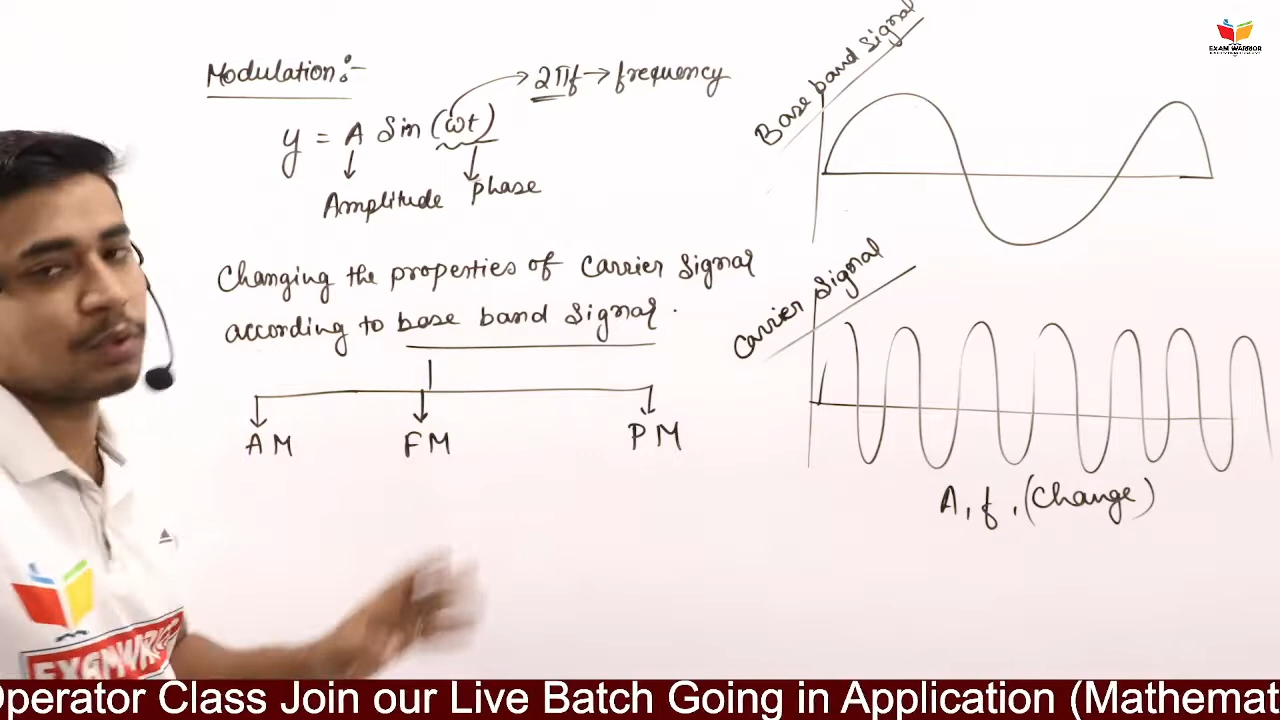 Modulation:-
2πf → frequency
y = A Sin (ωt)
Amplitude
phase
Changing the properties of Carrier Signal
according to base band Signal.
AM
FM
PM
Base band Signal
Carrier Signal
A, f, (Change)
EXAM WARRIOR
EXAMWR
Operator Class Join our Live Batch Going in Application (Mathemat